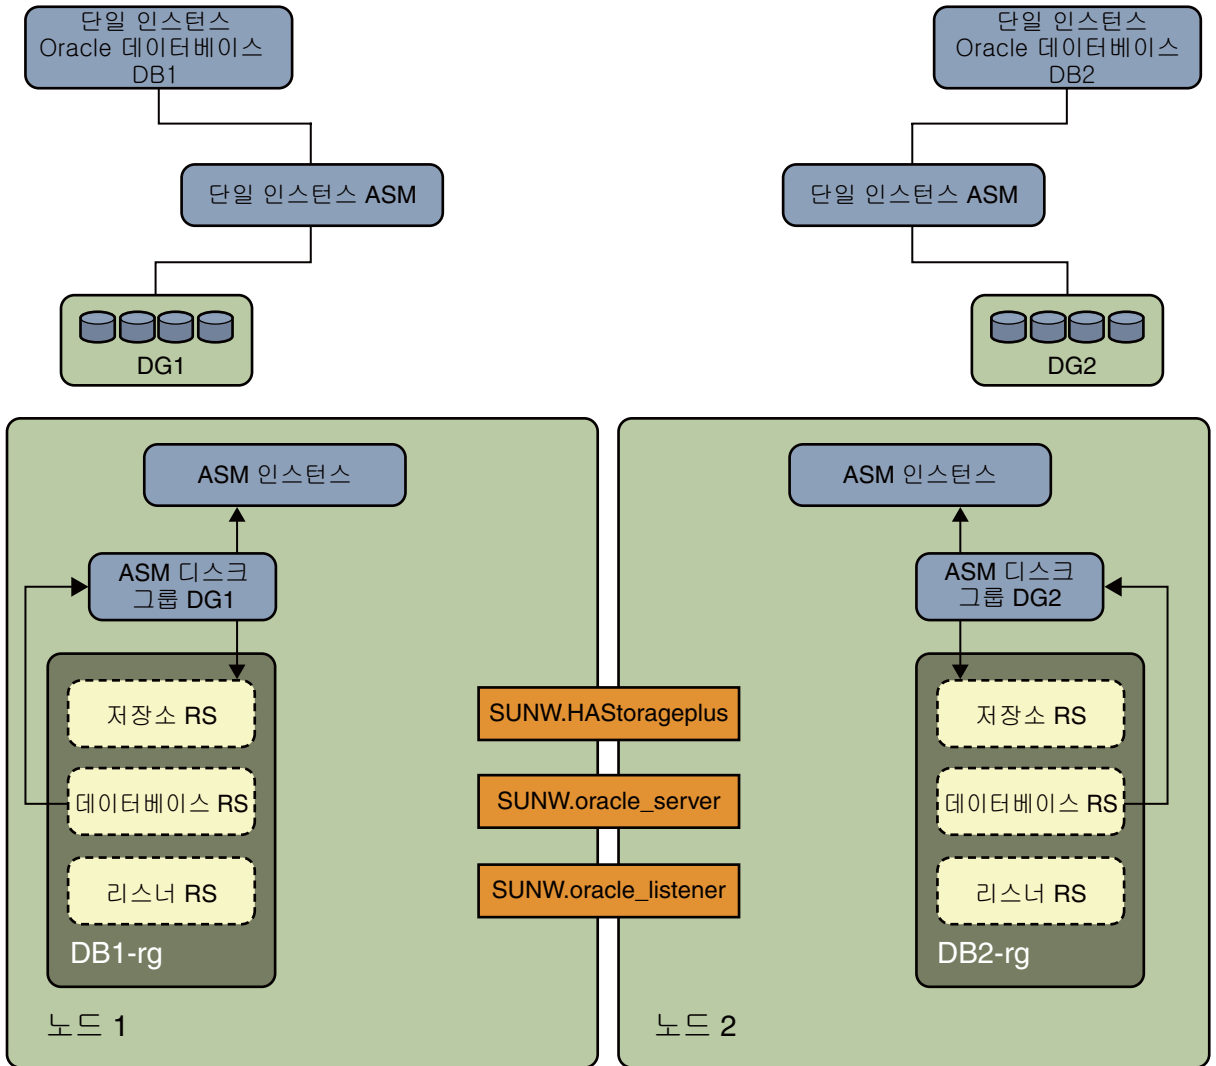 단일 인스턴스
Oracle 데이터베이스
DB1
단일 인스턴스
Oracle 데이터베이스
DB2
단일 인스턴스 ASM
단일 인스턴스 ASM
DG1
DG2
ASM 인스턴스
ASM 디스크
그룹 DG1
저장소 RS
데이터베이스 RS
리스너 RS
DB1-rg
노드 1
SUNW.HAStorageplus
SUNW.oracle_server
SUNW.oracle_listener
ASM 인스턴스
ASM 디스크
그룹 DG2
저장소 RS
데이터베이스 RS
리스너 RS
DB2-rg
노드 2